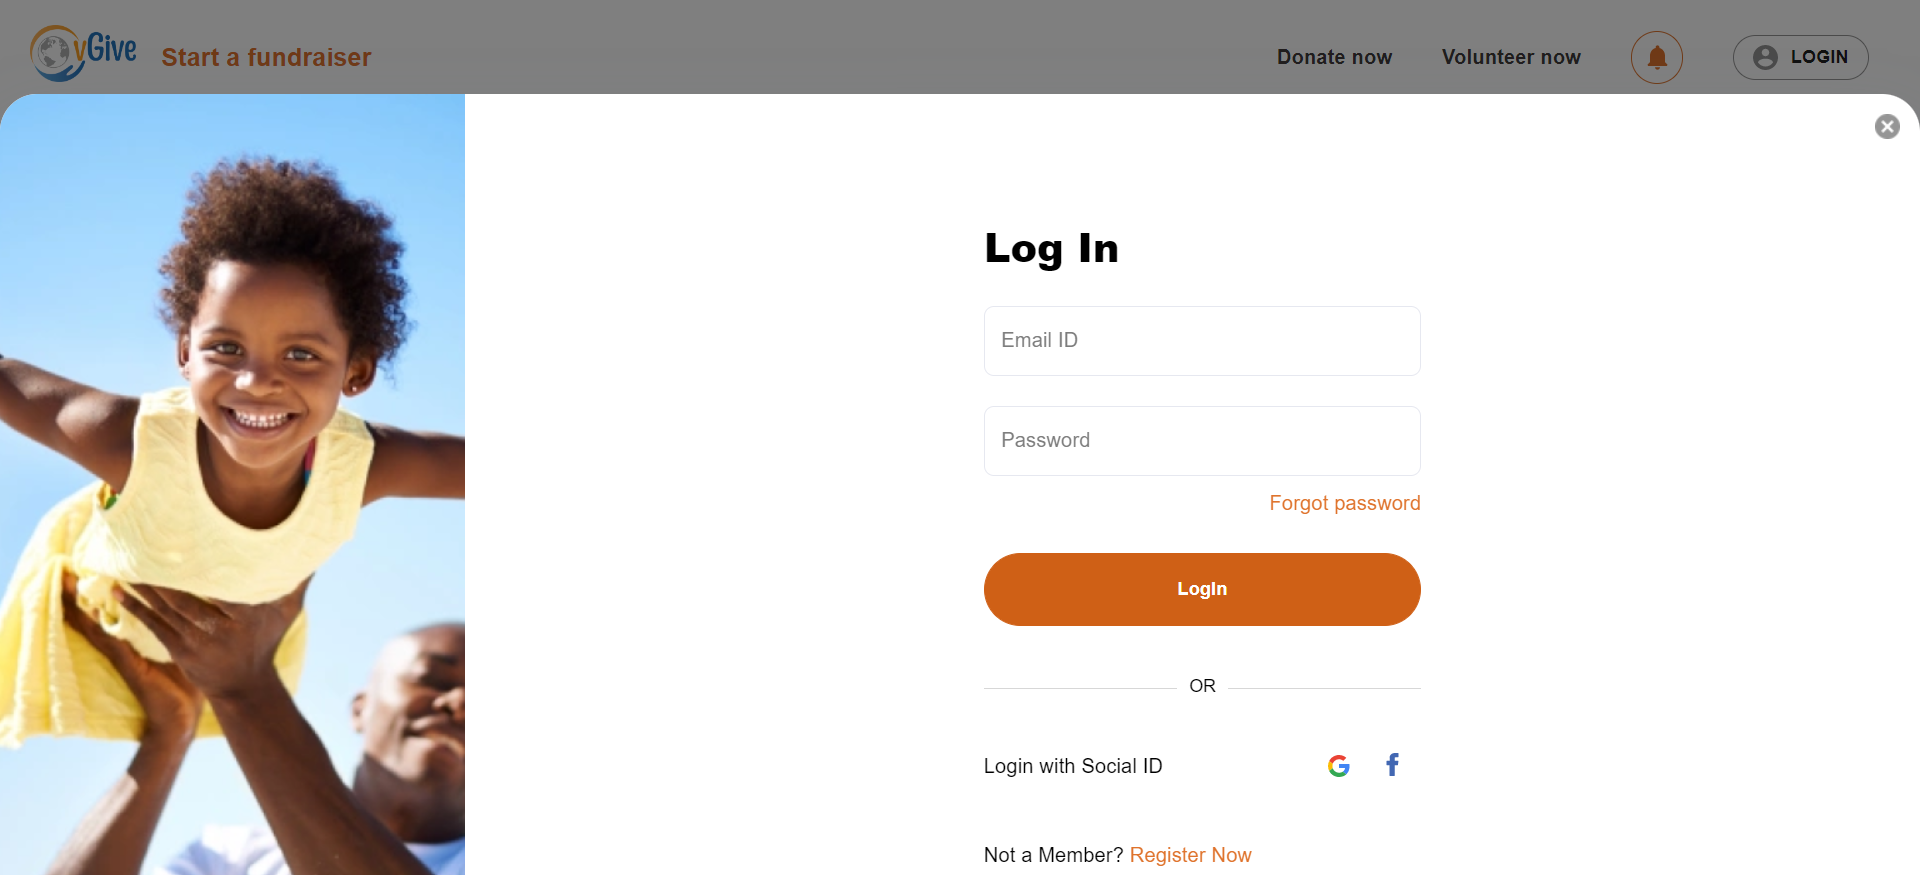 vGive
Start a fundraiser
Donate now
Volunteer now
LOGIN
Log In
Email ID
Password
Forgot password
LogIn
OR
Login with Social ID
Not a Member? Register Now